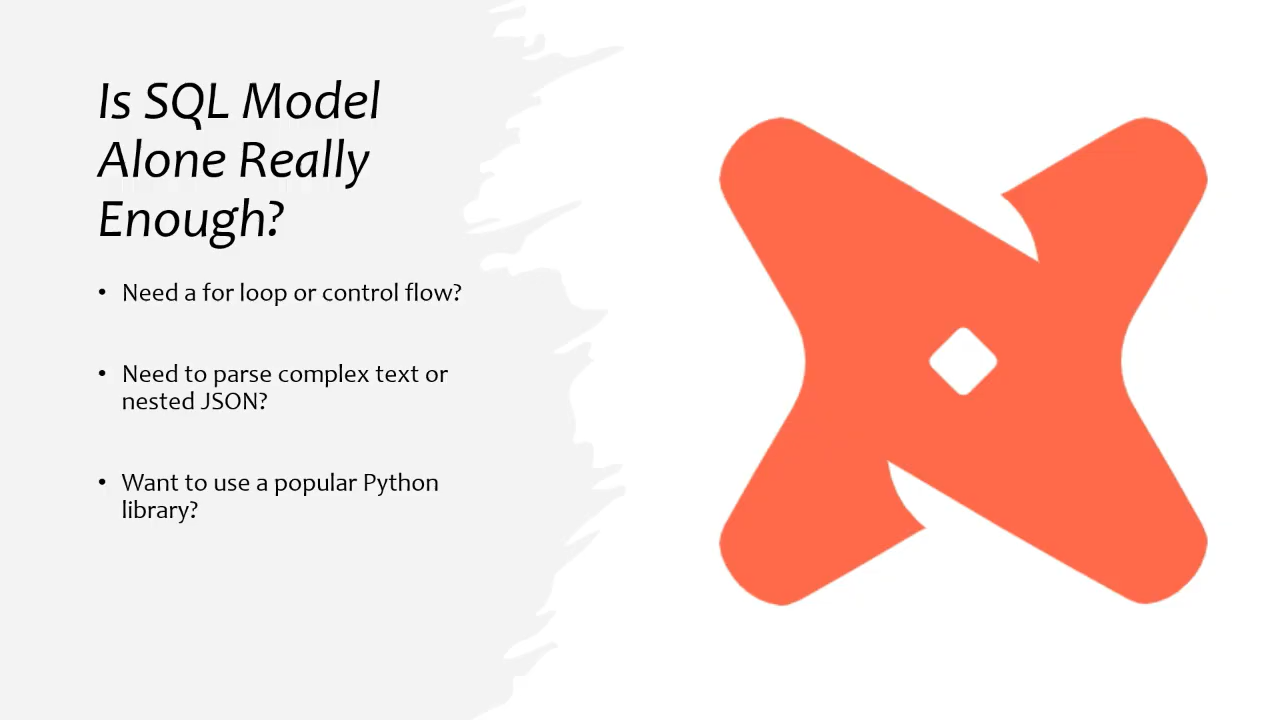 Is SQL Model
Alone Really
Enough?
• Need a for loop or control flow?
• Need to parse complex text or
nested JSON?
• Want to use a popular Python
library?